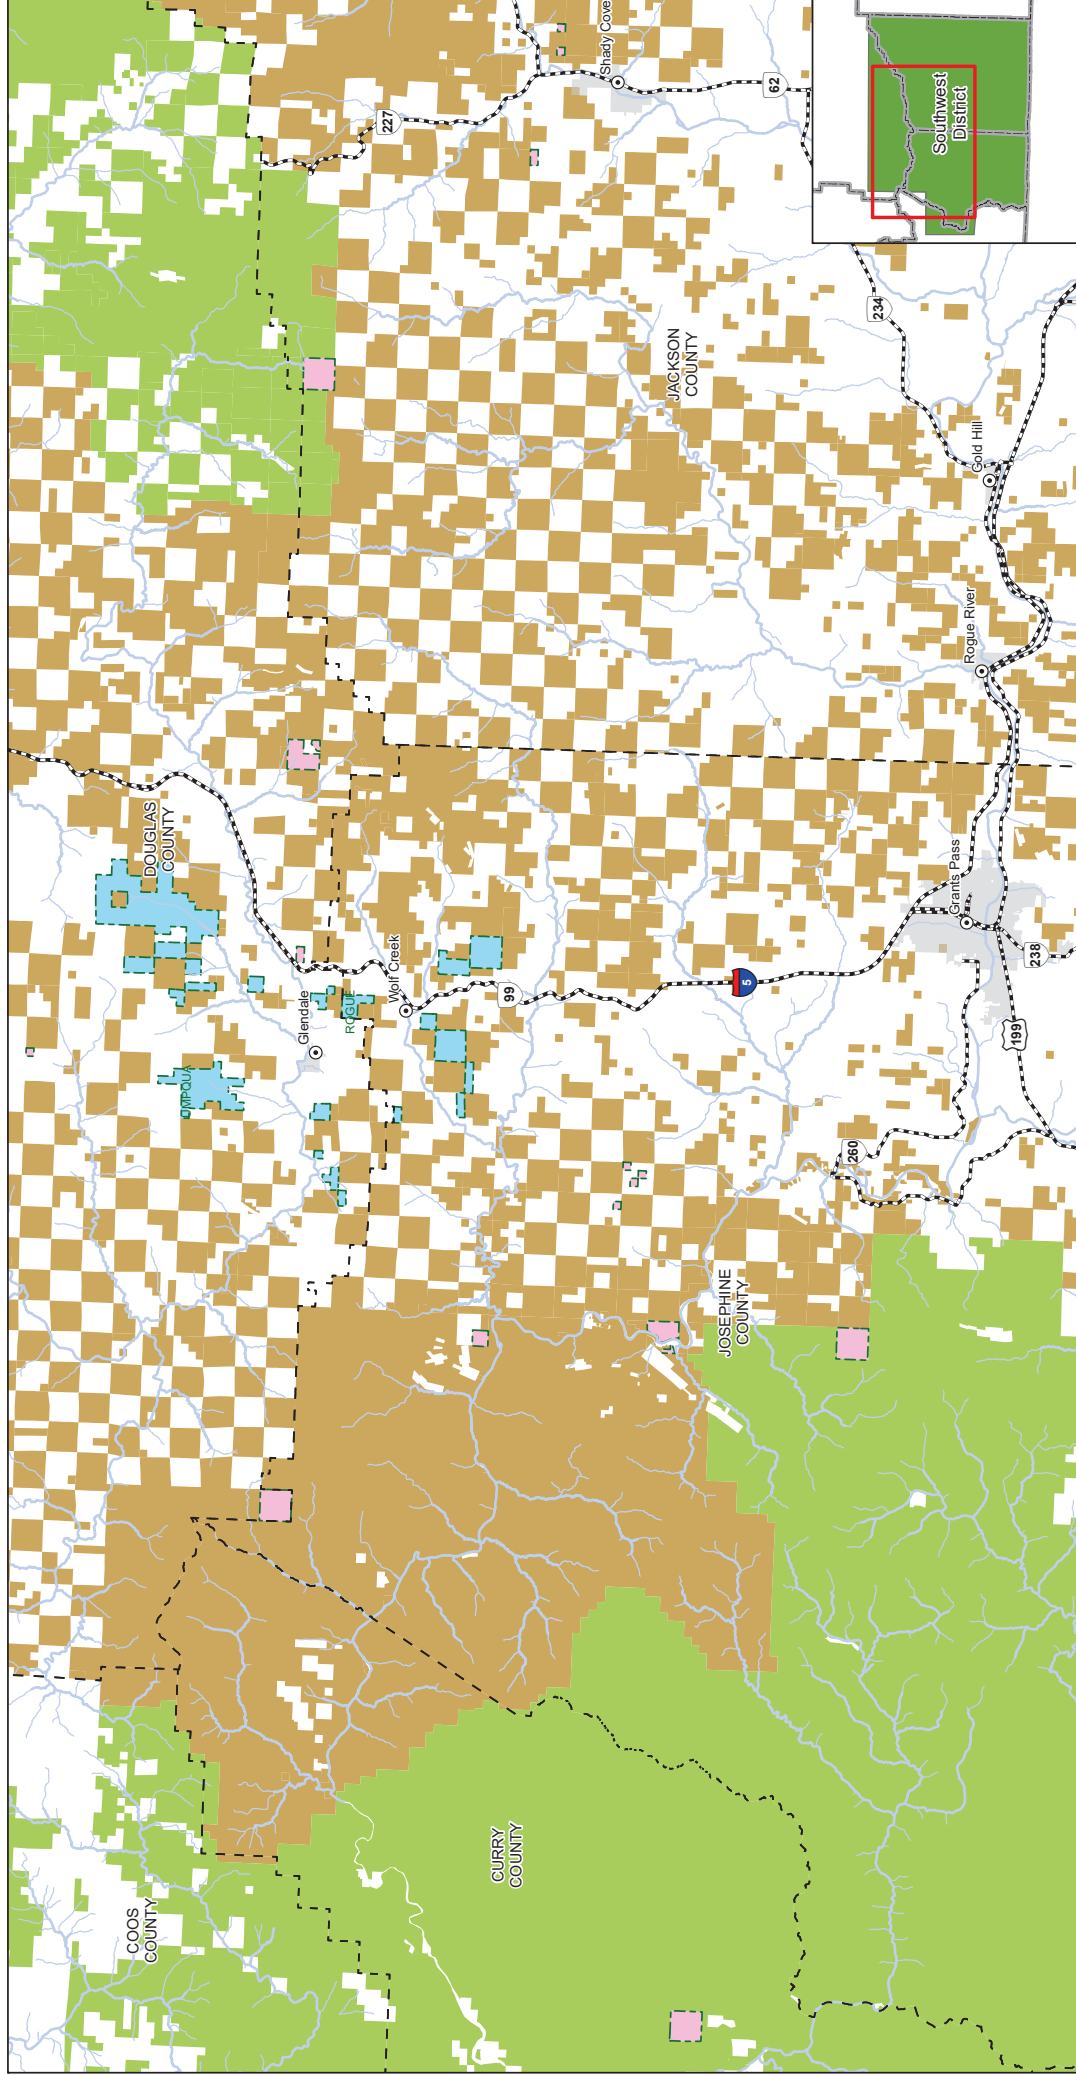 COOS
COUNTY
CURRY
COUNTY
DOUGLAS
COUNTY
UMPQUA
Glendale
ROGUE
Wolf Creek
99
5
JOSEPHINE
COUNTY
260
199
238
Grants Pass
Rogue River
Gold Hill
JACKSON
COUNTY
234
227
Shady Cove
62
Southwest
District